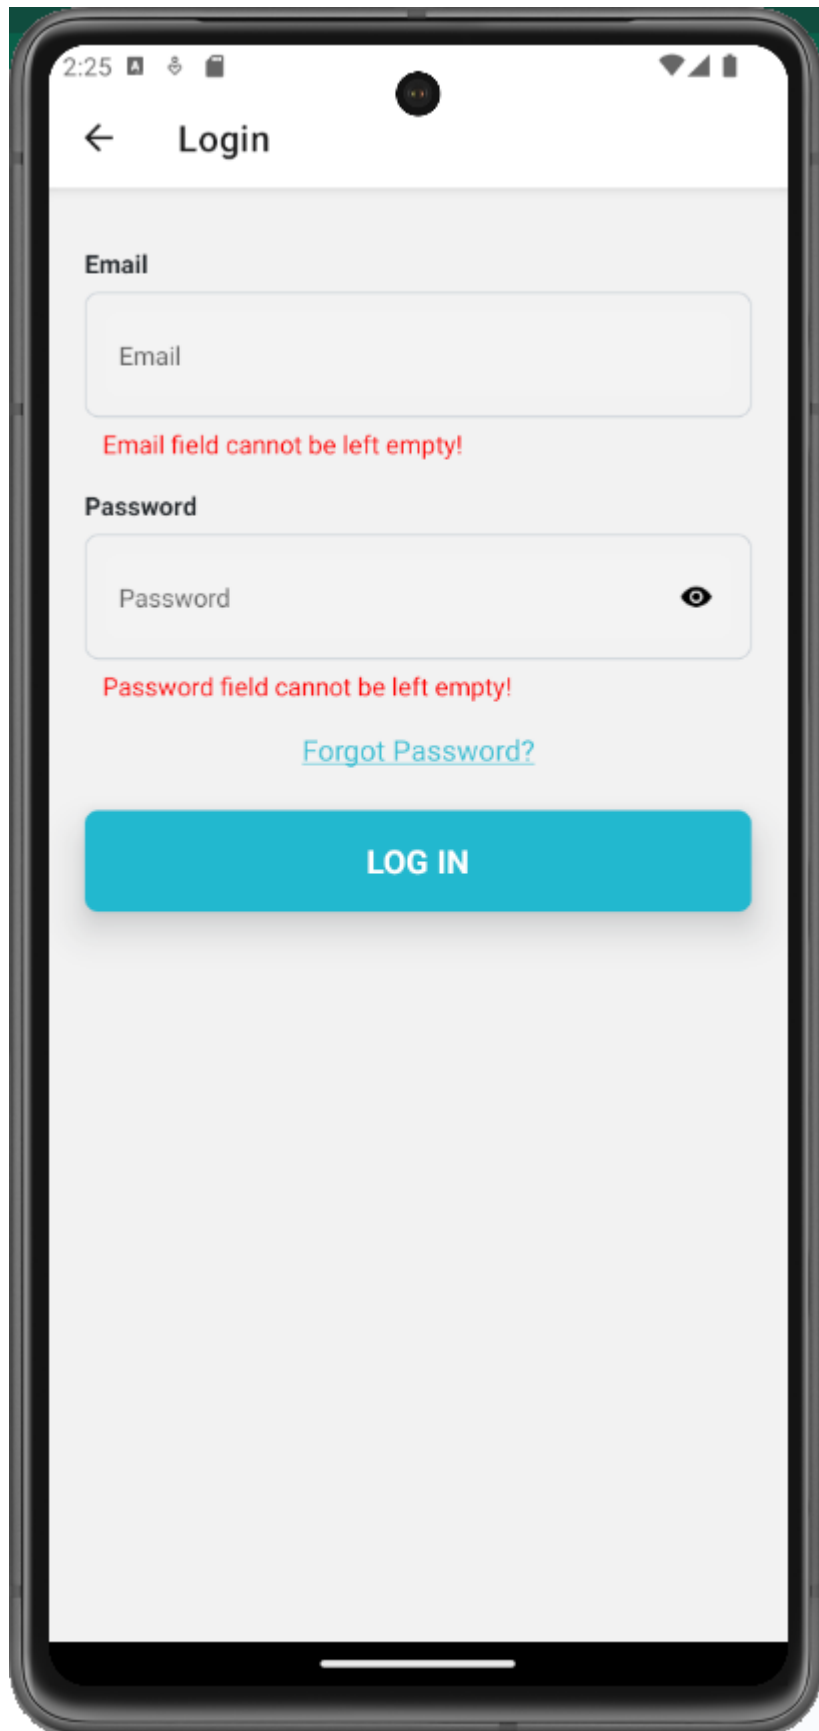 2:25
Login
Email
Email
Email field cannot be left empty!
Password
Password
Password field cannot be left empty!
Forgot Password?
LOG IN